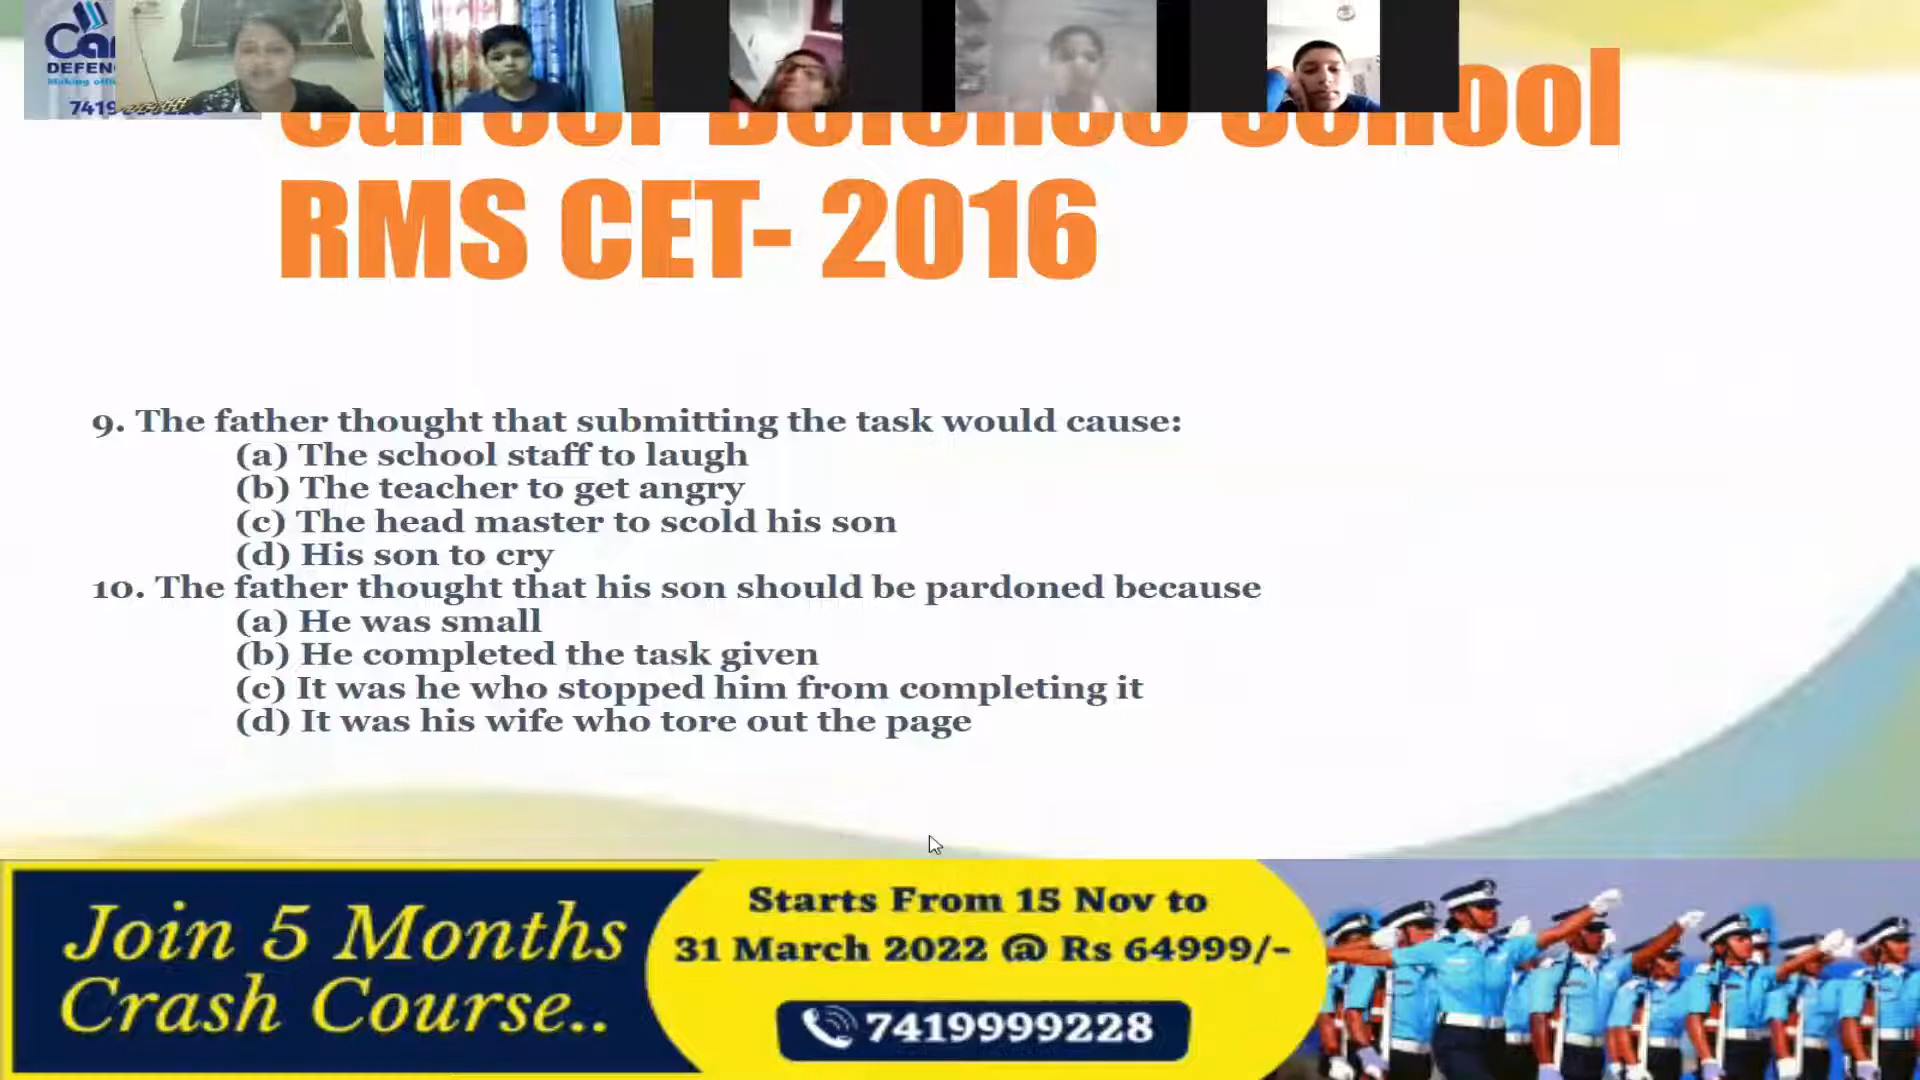 DEFEN
Career Defence School
RMS CET- 2016
9. The father thought that submitting the task would cause:
(a) The school staff to laugh
(b) The teacher to get angry
(c) The head master to scold his son
(d) His son to cry
10. The father thought that his son should be pardoned because
(a) He was small
(b) He completed the task given
(c) It was he who stopped him from completing it
(d) It was his wife who tore out the page
Join 5 Months
Crash Course..
Starts From 15 Nov to
31 March 2022 @ Rs 64999/-
7419999228